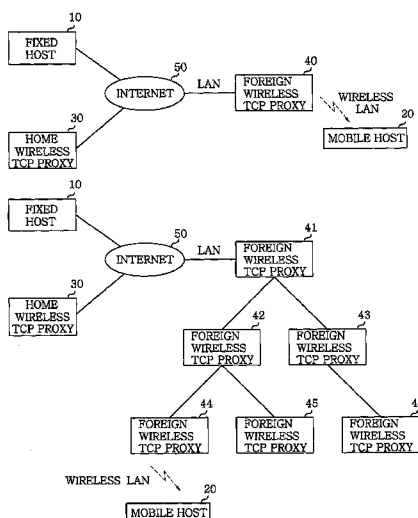 10
FIXED
HOST
50
INTERNET
LAN
40
FOREIGN
WIRELESS
TCP PROXY
WIRELESS
LAN
20
MOBILE HOST
30
HOME
WIRELESS
TCP PROXY
10
FIXED
HOST
50
INTERNET
LAN
41
FOREIGN
WIRELESS
TCP PROXY
30
HOME
WIRELESS
TCP PROXY
42
FOREIGN
WIRELESS
TCP PROXY
43
FOREIGN
WIRELESS
TCP PROXY
44
FOREIGN
WIRELESS
TCP PROXY
45
FOREIGN
WIRELESS
TCP PROXY
FOREIGN
WIRELESS
TCP PROXY
WIRELESS LAN
20
MOBILE HOST